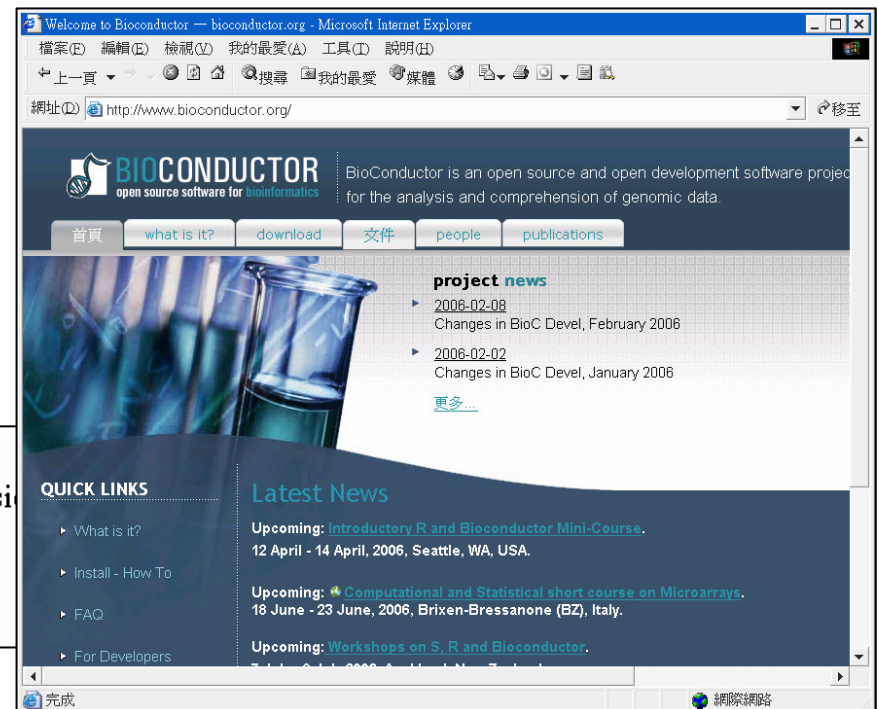 Welcome to Bioconductor — bioconductor.org - Microsoft Internet Explorer
檔案(F) 編輯(E) 檢視(V) 我的最愛(A) 工具(T) 說明(H)
上一頁 搜尋 我的最愛 媒體
網址(D) http://www.bioconductor.org/ 移至
BIOCONDUCTOR
open source software for bioinformatics
BioConductor is an open source and open development software projec
for the analysis and comprehension of genomic data.
首頁 what is it? download 文件 people publications
project news
2006-02-08
Changes in BioC Devel, February 2006
2006-02-02
Changes in BioC Devel, January 2006
更多...
QUICK LINKS
What is it?
Install - How To
FAQ
For Developers
Latest News
Upcoming: Introductory R and Bioconductor Mini-Course.
12 April - 14 April, 2006, Seattle, WA, USA.
Upcoming: Computational and Statistical short course on Microarrays.
18 June - 23 June, 2006, Brixen-Bressanone (BZ), Italy.
Upcoming: Workshops on S, R and Bioconductor.
完成 網際網路